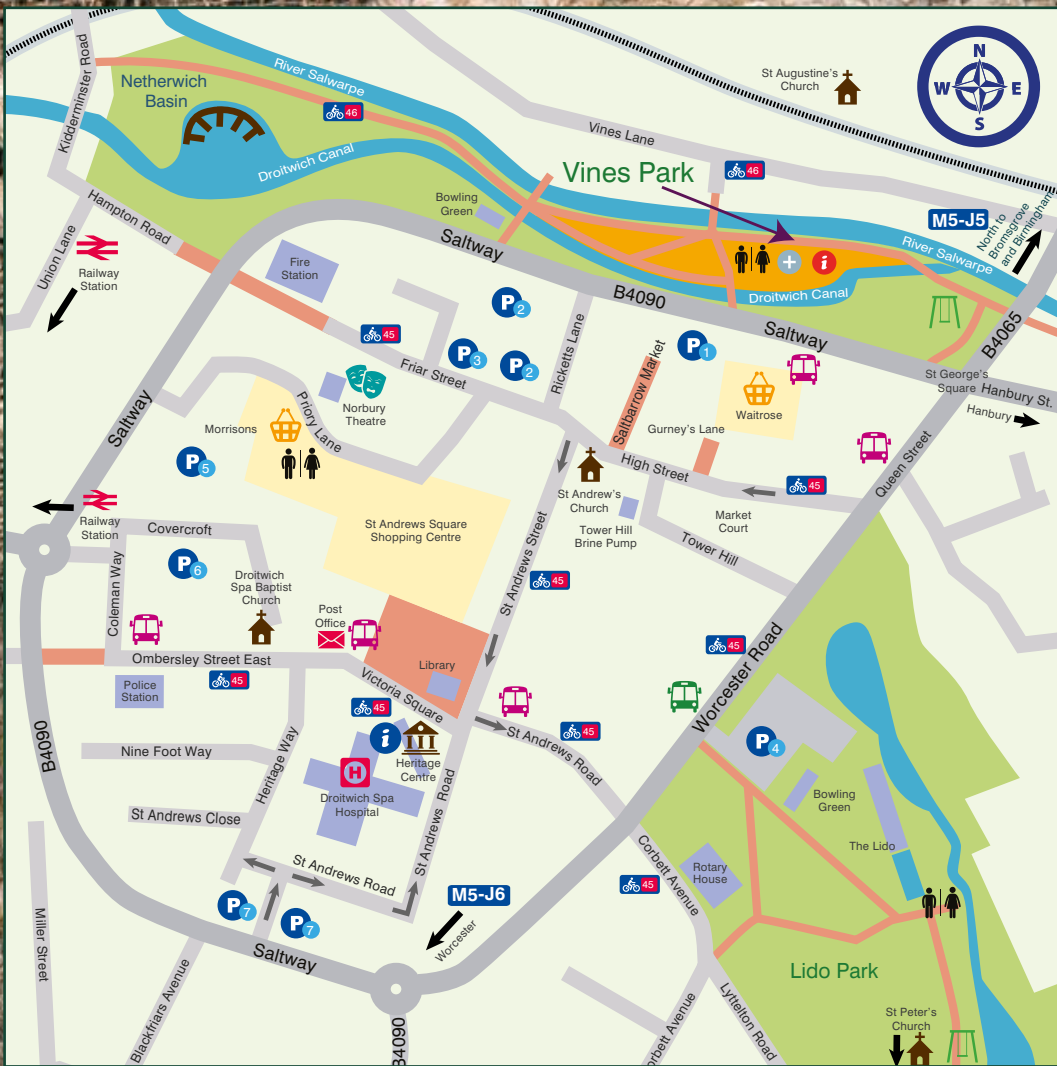 Kidderminster Road
Netherwich
Basin
River Salwarpe
46
Droitwich Canal
St Augustine's
Church
N
W
E
S
Vines Lane
Vines Park
46
Bowling
Green
Saltway
M5-J5
North to
Bromsgrove
and Birmingham
River Salwarpe
i
Droitwich Canal
B4090
Saltway
B4065
Hampton Road
Union Lane
Railway
Station
Fire
Station
45
P 2
P 3
P 2
Friar Street
Ricketts Lane
Saltbarrow Market
P 1
Waitrose
St George's
Square
Hanbury St.
Hanbury
Saltway
Norbury
Theatre
Priory Lane
Morrisons
P 5
Gurney's Lane
High Street
45
Queen Street
St Andrew's
Church
Tower Hill
Brine Pump
Market
Court
Tower Hill
Railway
Station
Covercroft
Coleman Way
P 6
Droitwich
Spa Baptist
Church
St Andrews Square
Shopping Centre
St Andrews Street
45
Post
Office
Ombersley Street East
45
Police
Station
Library
Victoria Square
45
Worcester Road
45
i
Heritage
Centre
H
Droitwich Spa
Hospital
St Andrews Road
45
P 4
Bowling
Green
The Lido
B4090
Nine Foot Way
Heritage Way
St Andrews Close
St Andrews Road
St Andrews Road
Corbett Avenue
45
Rotary
House
M5-J6
Worcester
P 7
P 7
Saltway
Miller Street
Blackfriars Avenue
B4090
Lido Park
Lyttelton Road
orbett Avenue
St Peter's
Church